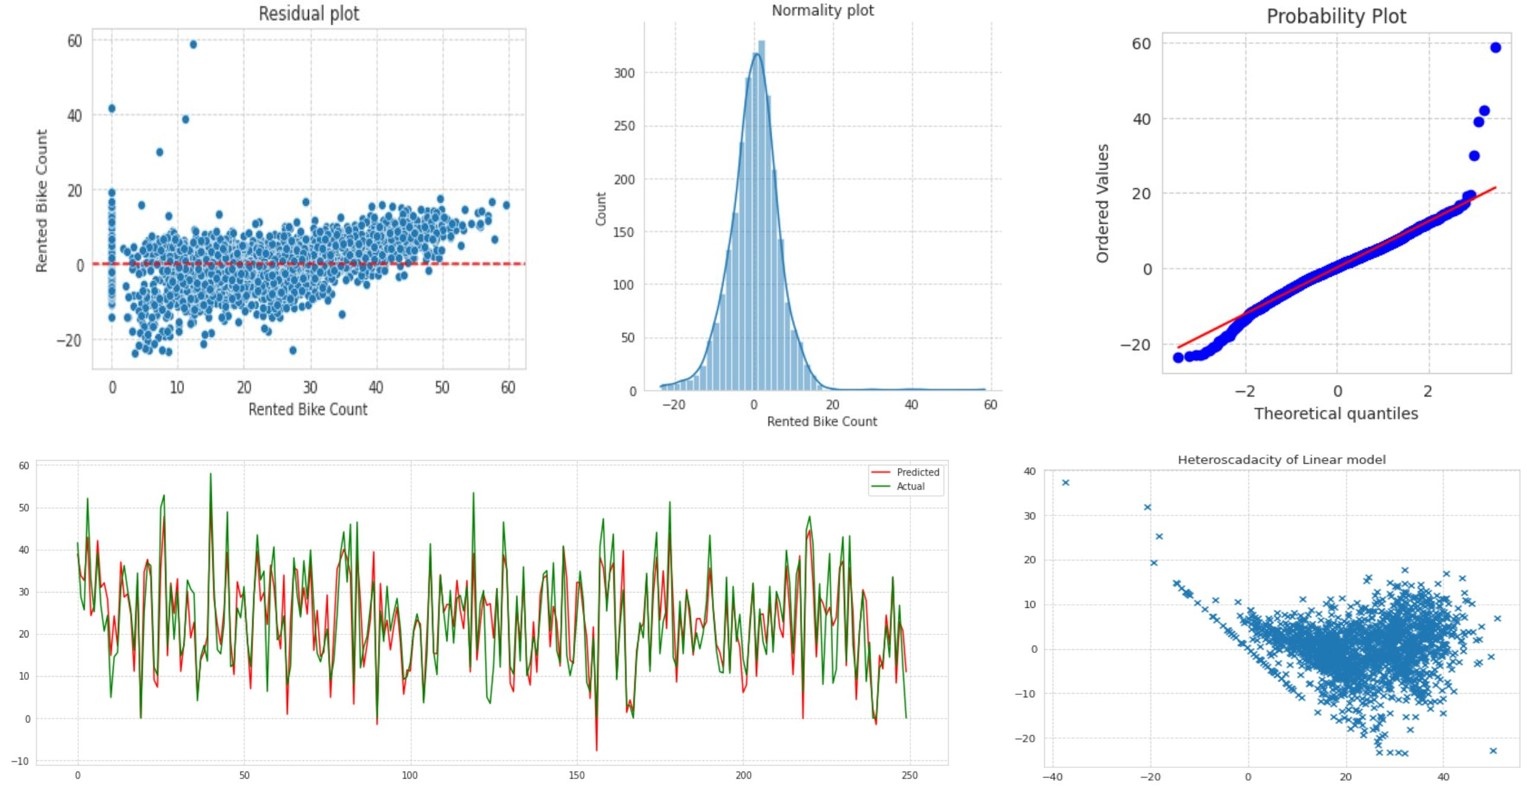 Residual plot
60
40
20
0
−20
Rented Bike Count
0 10 20 30 40 50 60
Rented Bike Count
Normality plot
300
250
200
150
100
50
0
Count
−20 0 20 40 60
Rented Bike Count
Probability Plot
60
40
20
0
−20
Ordered Values
−2 0 2
Theoretical quantiles
60
50
40
30
20
10
0
−10
Predicted
Actual
0 50 100 150 200 250
Heteroscadacity of Linear model
40
30
20
10
0
−10
−20
−40 −20 0 20 40